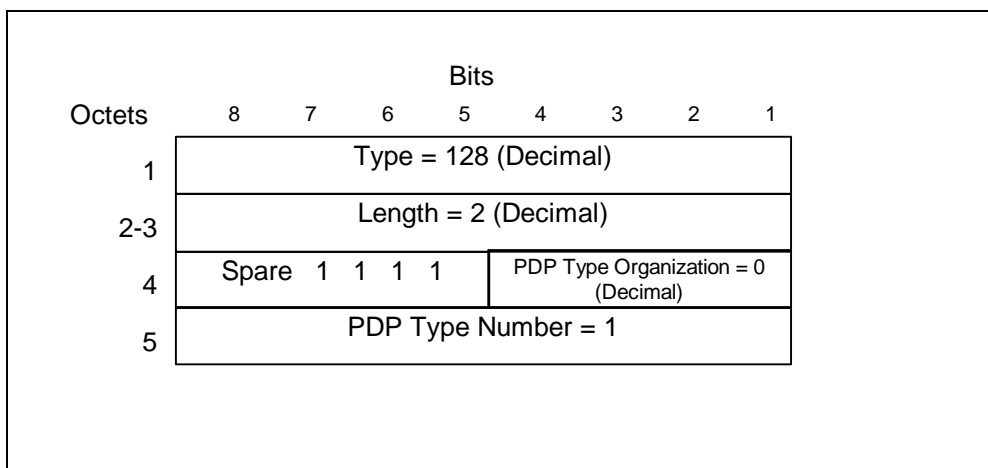 Bits
Octets 8 7 6 5 4 3 2 1
1 Type = 128 (Decimal)
2-3 Length = 2 (Decimal)
4 Spare 1 1 1 1 PDP Type Organization = 0
(Decimal)
5 PDP Type Number = 1